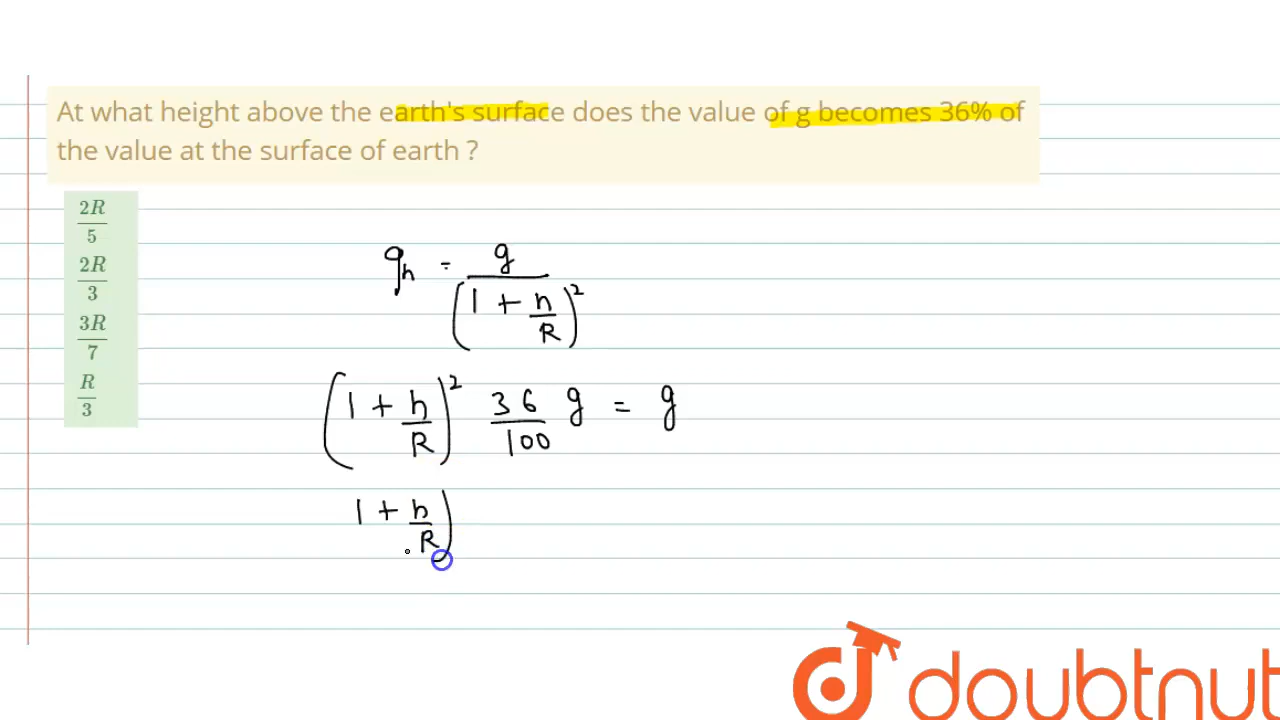 At what height above the earth's surface does the value of g becomes 36% of
the value at the surface of earth ?
2R/5
2R/3
3R/7
R/3
g_h = g/(1 + h/R)^2
(1 + h/R)^2 36/100 g = g
1 + h/R)
doubtnut